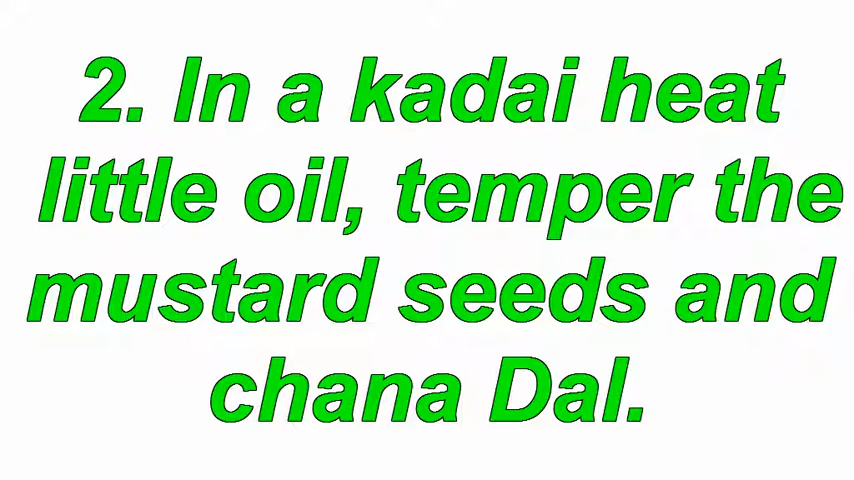 2. In a kadai heat
little oil, temper the
mustard seeds and
chana Dal.